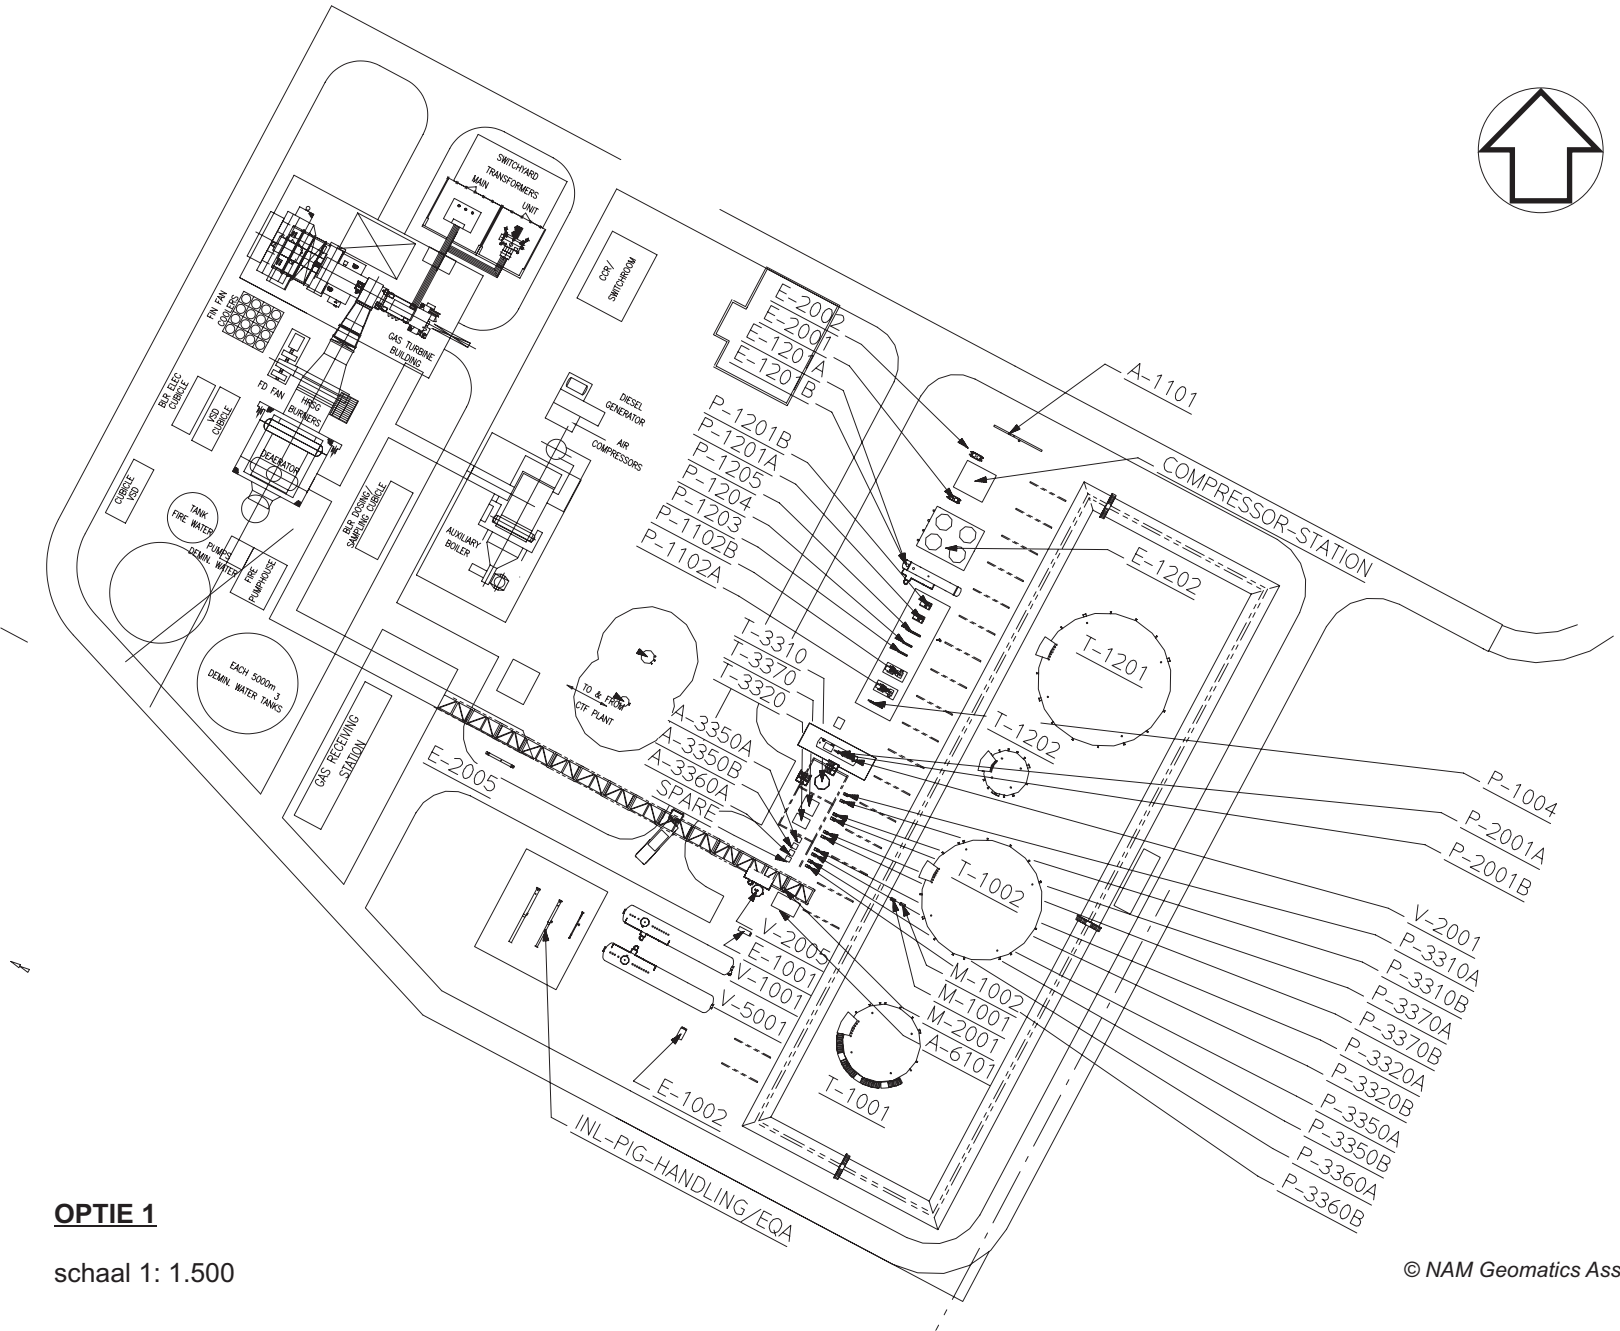 SWITCHYARD
TRANSFORMERS
MAIN
UNIT
CCR/
SWITCHROOM
FIN FAN
COOLERS
GAS TURBINE
BUILDING
BLR ELEC
CUBICLE
VSD
CUBICLE
FD FAN
HRSG
BURNERS
DEAERATOR
DIESEL
GENERATOR
AIR
COMPRESSORS
CUBICLE
VSD
TANK
FIRE WATER
PUMPS
DEMIN. WATER
FIRE
PUMPHOUSE
BLR DOSING/
SAMPLING CUBICLE
AUXILIARY
BOILER
EACH 5000m3
DEMIN. WATER TANKS
GAS RECEIVING
STATION
TO & FROM
CTF PLANT
E-2002
E-2001
E-1201A
E-1201B
A-1101
COMPRESSOR-STATION
P-1201B
P-1201A
P-1205
P-1204
P-1203
P-1102B
P-1102A
E-1202
T-1201
T-1202
T-3310
T-3370
T-3320
A-3350A
A-3350B
A-3360A
SPARE
E-2005
P-1004
P-2001A
P-2001B
T-1002
V-2001
P-3310A
P-3310B
P-3370A
P-3370B
P-3320A
P-3320B
P-3350A
P-3350B
P-3360A
P-3360B
V-2005
E-1001
V-1001
V-5001
M-1002
M-1001
M-2001
A-6101
T-1001
E-1002
INL-PIG-HANDLING/EQA
OPTIE 1
schaal 1: 1.500
© NAM Geomatics Ass